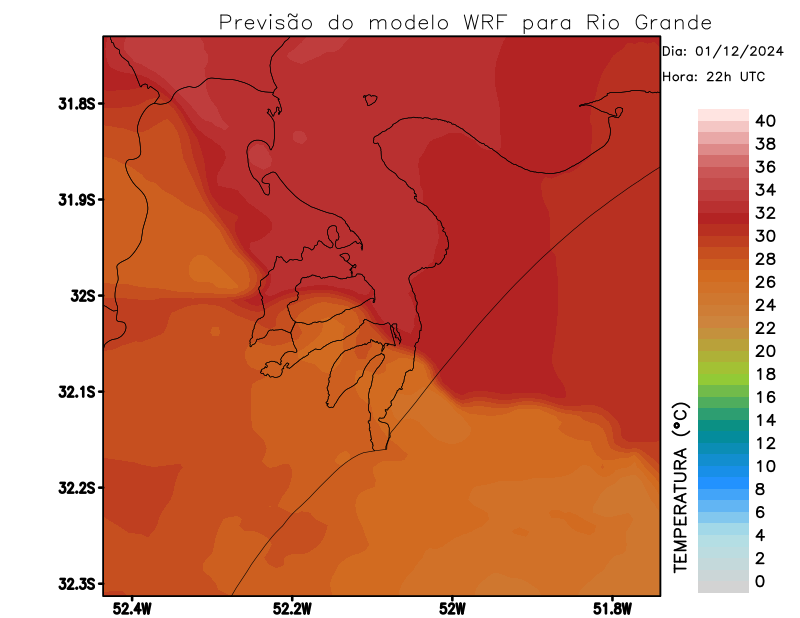 Previsão do modelo WRF para Rio Grande
Dia: 01/12/2024
Hora: 22h UTC
31.8S
31.9S
32S
32.1S
32.2S
32.3S
52.4W
52.2W
52W
51.8W
TEMPERATURA (°C)
40
38
36
34
32
30
28
26
24
22
20
18
16
14
12
10
8
6
4
2
0